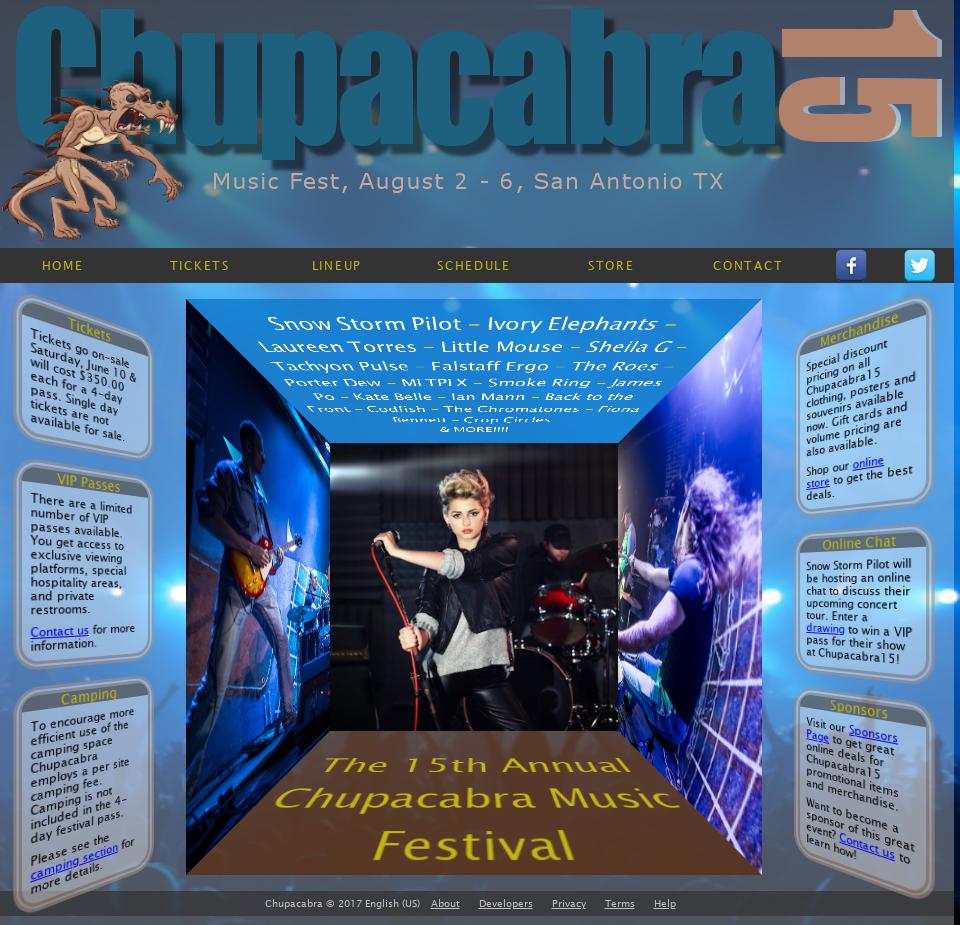 Chupacabra 15
Music Fest, August 2 - 6, San Antonio TX
HOME TICKETS LINEUP SCHEDULE STORE CONTACT
Tickets
Tickets go on-sale
Saturday, June 10 &
will cost $350.00
each for a 4-day
pass. Single day
tickets are not
available for sale.
VIP Passes
There are a limited
number of VIP
passes available.
You get access to
exclusive viewing
platforms, special
hospitality areas,
and private
restrooms.
Contact us for more
information.
Camping
To encourage more
efficient use of the
camping space
Chupacabra
employs a per site
camping fee.
Camping is not
included in the 4-
day festival pass.
Please see the
camping section for
more details.
Snow Storm Pilot – Ivory Elephants –
Laureen Torres – Little Mouse – Sheila G –
Tachyon Pulse – Falstaff Ergo – The Roes –
Porter Dew – MITPIX – Smoke Ring – James
Po – Kate Belle – Ian Mann – Back to the
Front – Codfish – The Chromatones – Fiona
Bennett – Crop Circles
& MORE!!!!
The 15th Annual
Chupacabra Music
Festival
Merchandise
Special discount
pricing on all
Chupacabra15
clothing, posters and
souvenirs available
now. Gift cards and
volume pricing are
also available.
Shop our online
store to get the best
deals.
Online Chat
Snow Storm Pilot will
be hosting an online
chat to discuss their
upcoming concert
tour. Enter a
drawing to win a VIP
pass for their show
at Chupacabra15!
Sponsors
Visit our Sponsors
Page to get great
online deals for
Chupacabra15
promotional items
and merchandise.
Want to become a
sponsor of this great
event? Contact us to
learn how!
Chupacabra © 2017 English (US) About Developers Privacy Terms Help